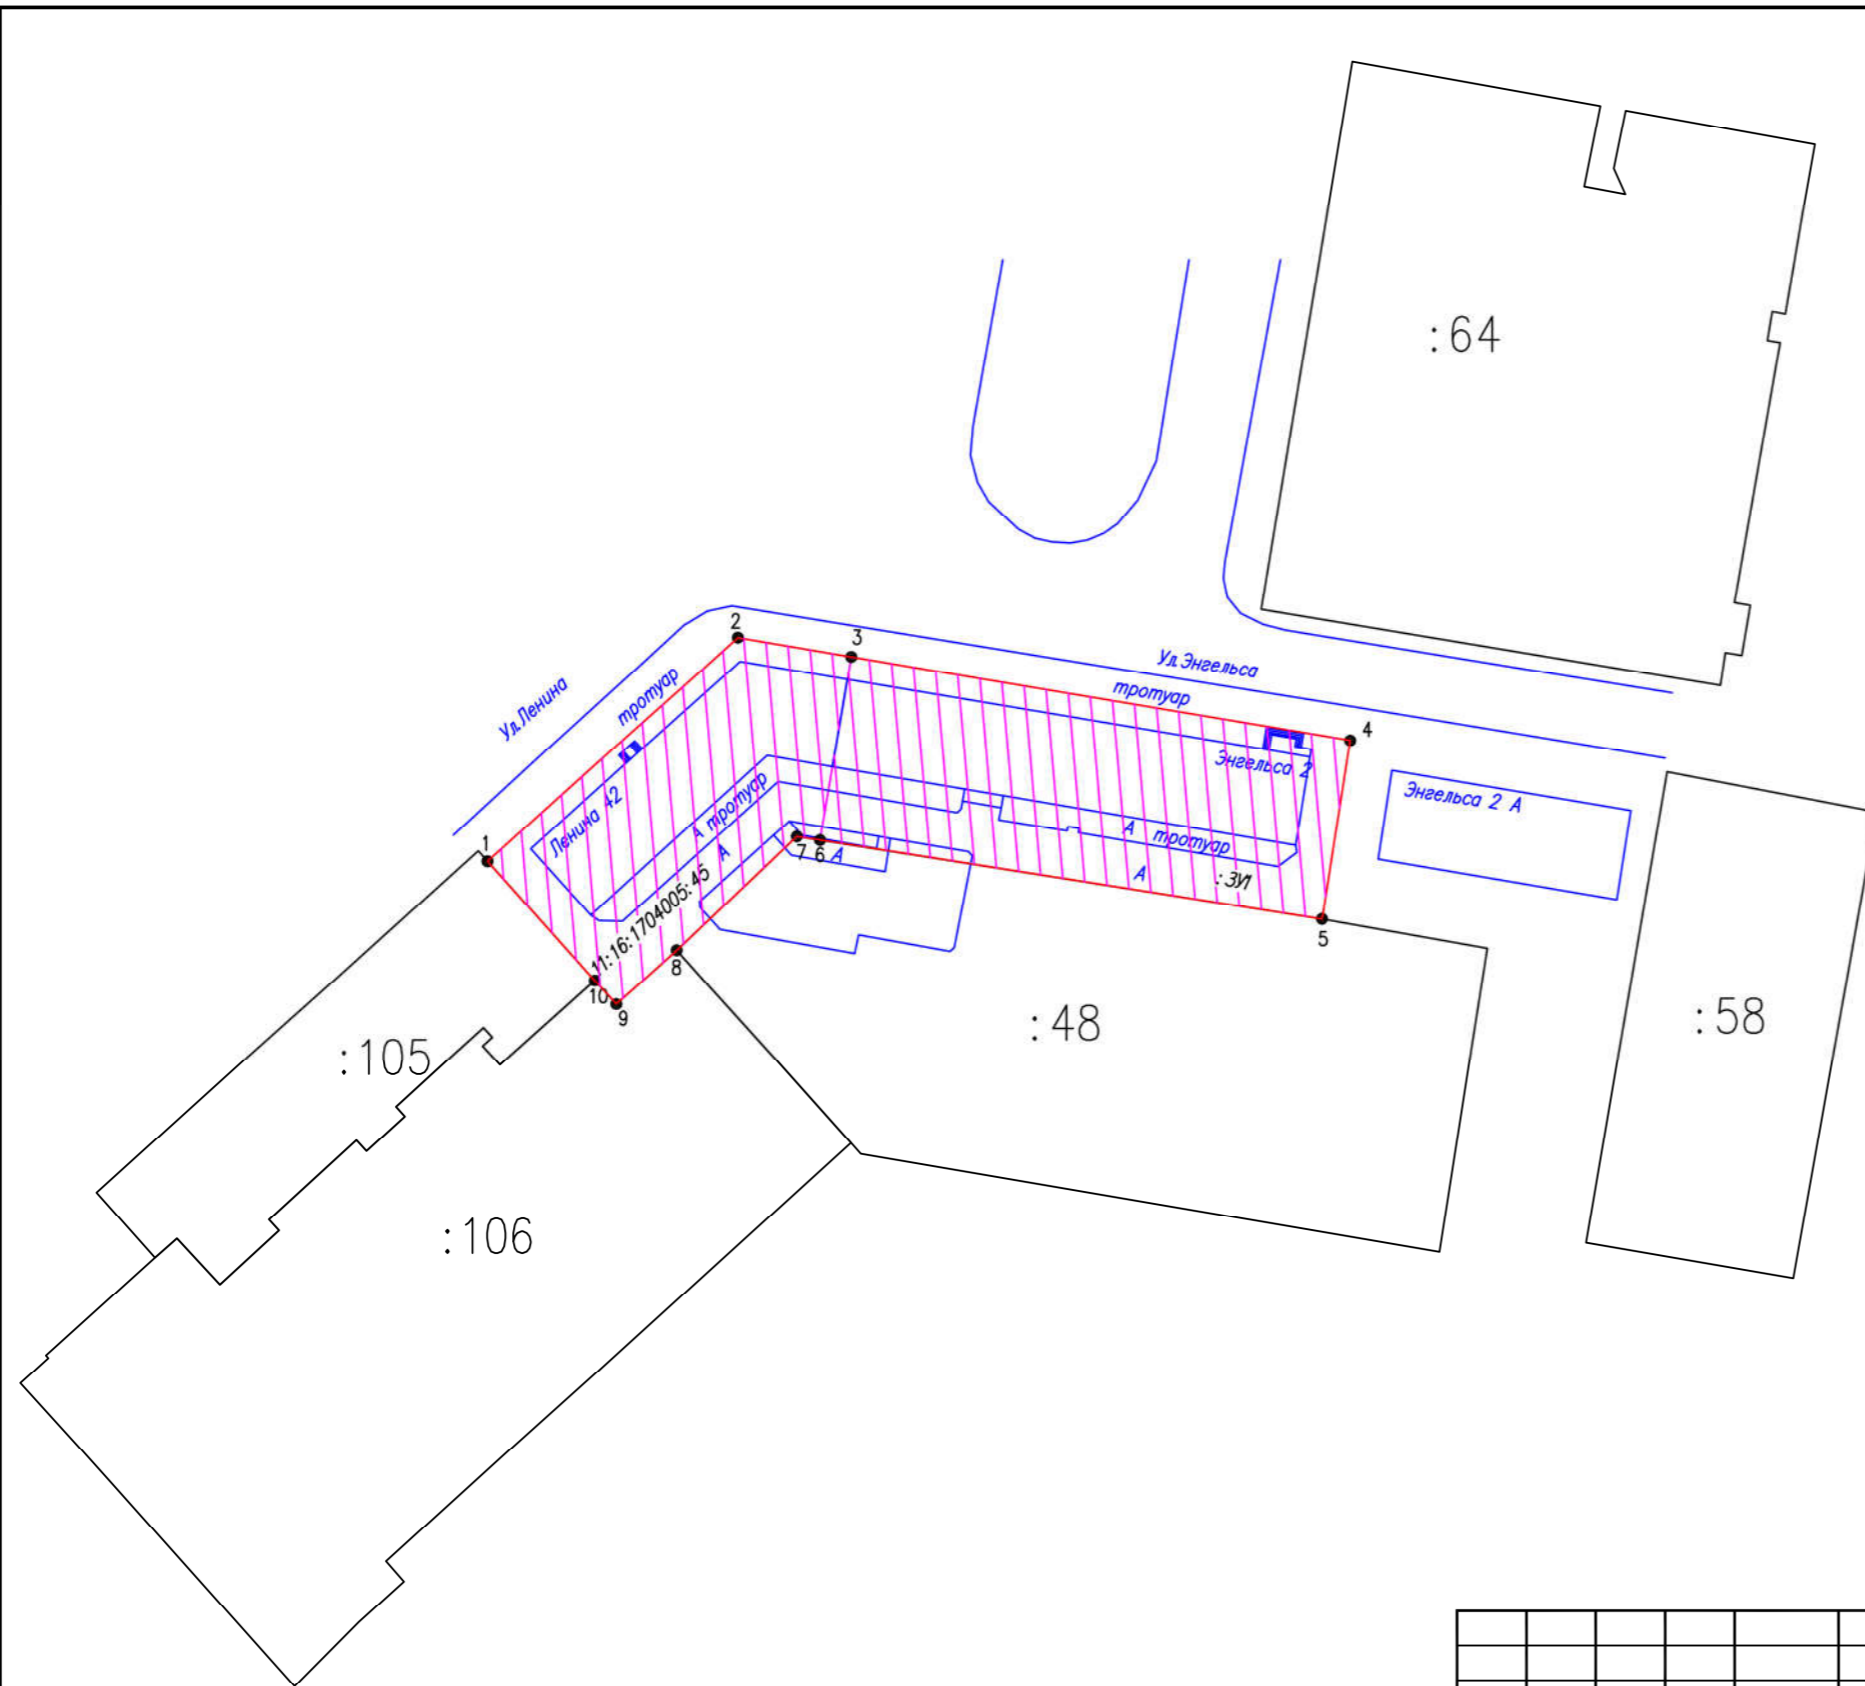 :64
2
3
Ул.Энгельса
Ул.Ленина
тротуар
тротуар
4
Энгельса 2
Энгельса 2 А
Ленина 42
А тротуар
А тротуар
1
7
6
А
А
А
:ЗУ1
11:16:1704005:45
5
8
10
9
:48
:58
:105
:106